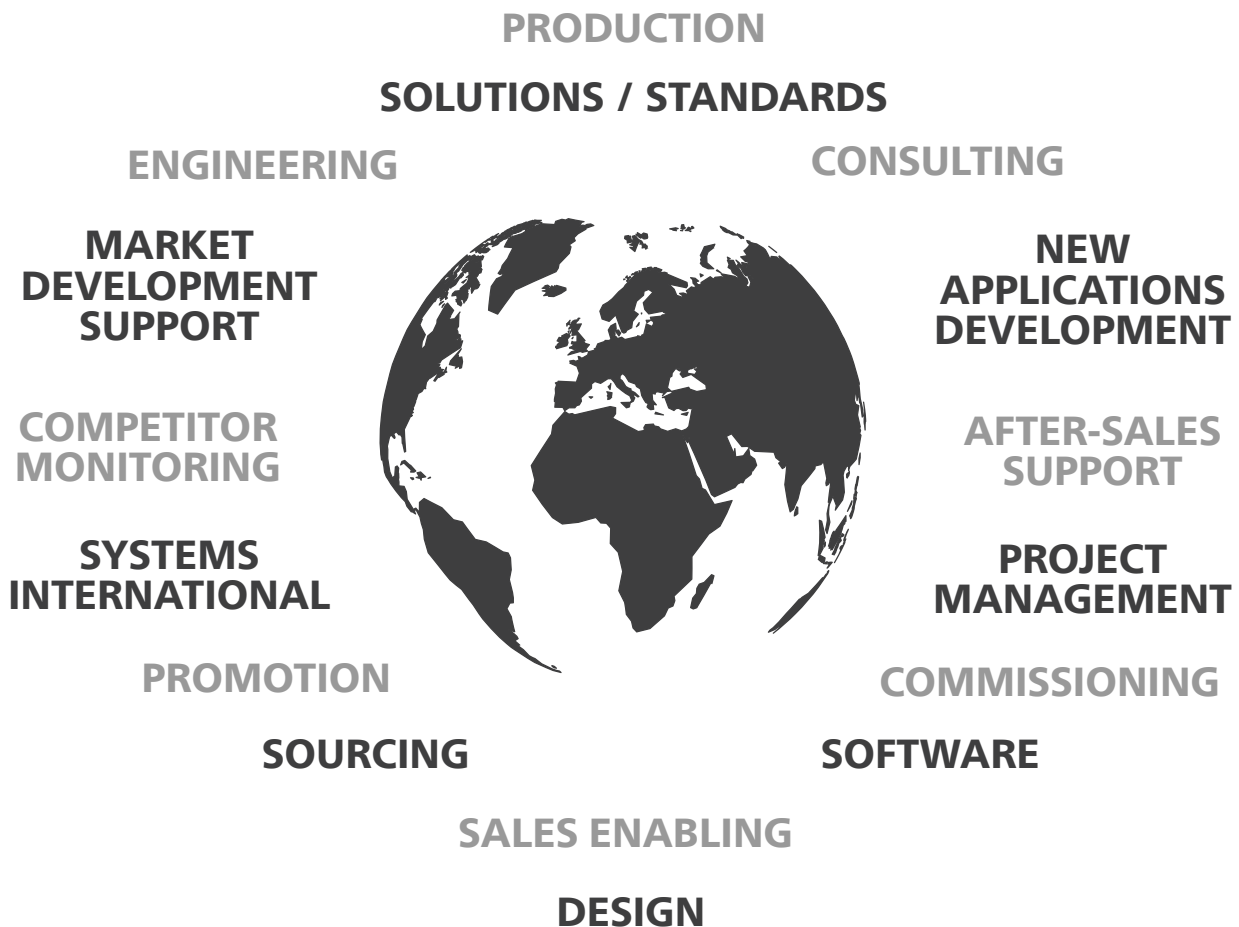 PRODUCTION
SOLUTIONS / STANDARDS
ENGINEERING
CONSULTING
MARKET
DEVELOPMENT
SUPPORT
NEW
APPLICATIONS
DEVELOPMENT
COMPETITOR
MONITORING
AFTER-SALES
SUPPORT
SYSTEMS
INTERNATIONAL
PROJECT
MANAGEMENT
PROMOTION
COMMISSIONING
SOURCING
SOFTWARE
SALES ENABLING
DESIGN